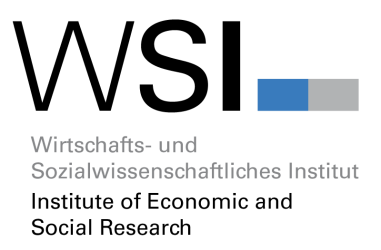 WSI
Wirtschafts- und
Sozialwissenschaftliches Institut
Institute of Economic and
Social Research